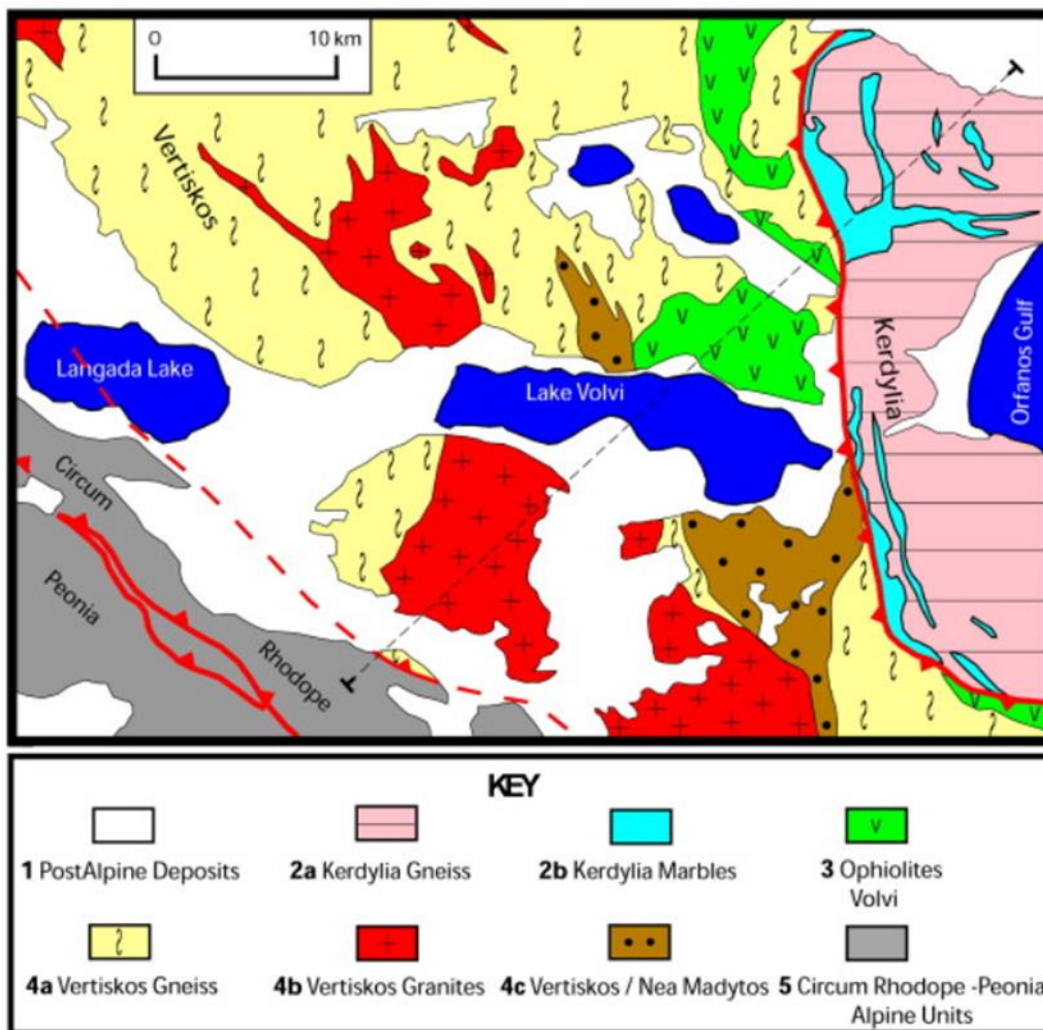 0 10 km
Vertiskos
Kerdylia
Orfanos Gulf
Langada Lake
Lake Volvi
Circum
Rhodope
Peonia
KEY
1 PostAlpine Deposits
2a Kerdylia Gneiss
2b Kerdylia Marbles
3 Ophiolites
Volvi
4a Vertiskos Gneiss
4b Vertiskos Granites
4c Vertiskos / Nea Madytos
5 Circum Rhodope -Peonia
Alpine Units